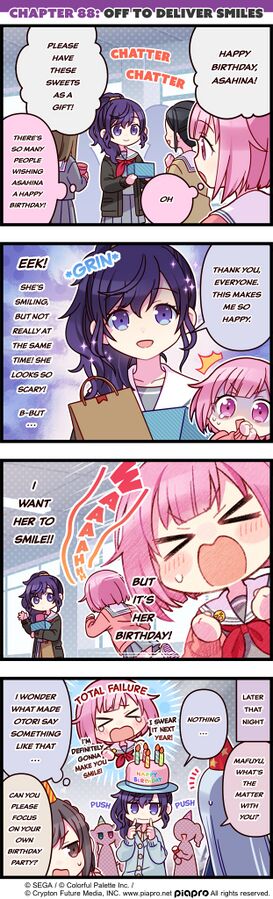 CHAPTER 88: OFF TO DELIVER SMILES
PLEASE
HAVE
THESE
SWEETS
AS A
GIFT!
CHATTER
CHATTER
HAPPY
BIRTHDAY,
ASAHINA!
THERE'S
SO MANY
PEOPLE
WISHING
ASAHINA
A HAPPY
BIRTHDAY!
OH
EEK!
SHE'S
SMILING,
BUT NOT
REALLY AT
THE SAME
TIME! SHE
LOOKS SO
SCARY!
B-BUT
...
*GRIN*
THANK YOU,
EVERYONE.
THIS MAKES
ME SO
HAPPY.
I
WANT
HER TO
SMILE!!
WAAAAAHH
BUT
IT'S
HER
BIRTHDAY!
I WONDER
WHAT MADE
OTORI SAY
SOMETHING
LIKE THAT
...
TOTAL FAILURE
I'M
DEFINITELY
GONNA
MAKE YOU
SMILE!
I SWEAR
IT NEXT
YEAR!
NOTHING
...
LATER
THAT
NIGHT
MAFUYU,
WHAT'S THE
MATTER
WITH
YOU?
HAPPY
BIRTHDAY
PUSH
PUSH
CAN YOU
PLEASE
FOCUS
ON YOUR
OWN
BIRTHDAY
PARTY?
© SEGA / © Colorful Palette Inc. /
© Crypton Future Media, INC. www.piapro.net piapro All rights reserved.